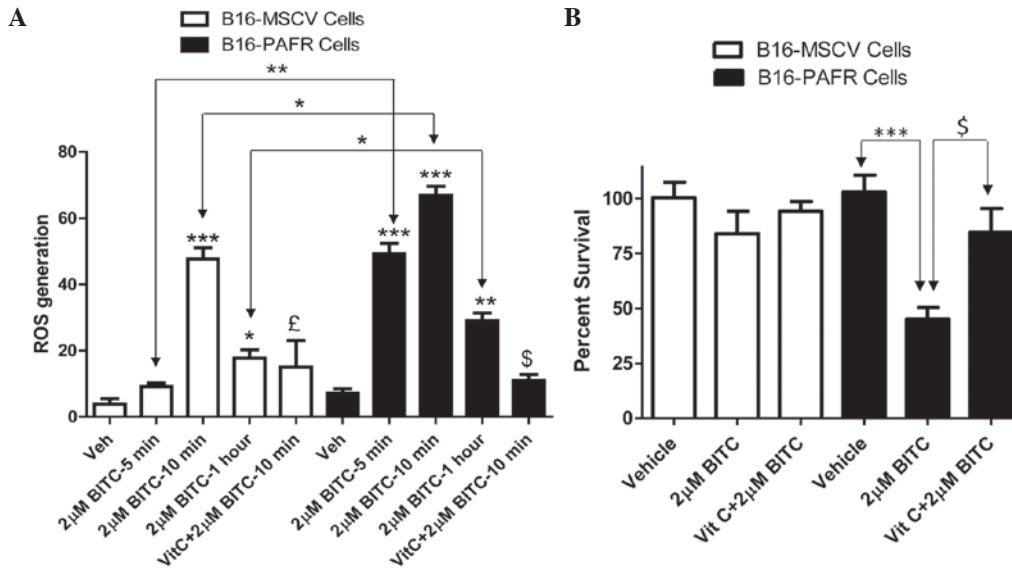 A
B16-MSCV Cells
B16-PAFR Cells
**
*
*
ROS generation
80
60
40
20
0
***
*
£
***
***
**
$
Veh
2µM BITC-5 min
2µM BITC-10 min
2µM BITC-1 hour
VitC+2µM BITC-10 min
Veh
2µM BITC-5 min
2µM BITC-10 min
2µM BITC-1 hour
VitC+2µM BITC-10 min
B
B16-MSCV Cells
B16-PAFR Cells
***
$
Percent Survival
100
75
50
25
0
Vehicle
2µM BITC
Vit C+2µM BITC
Vehicle
2µM BITC
Vit C+2µM BITC